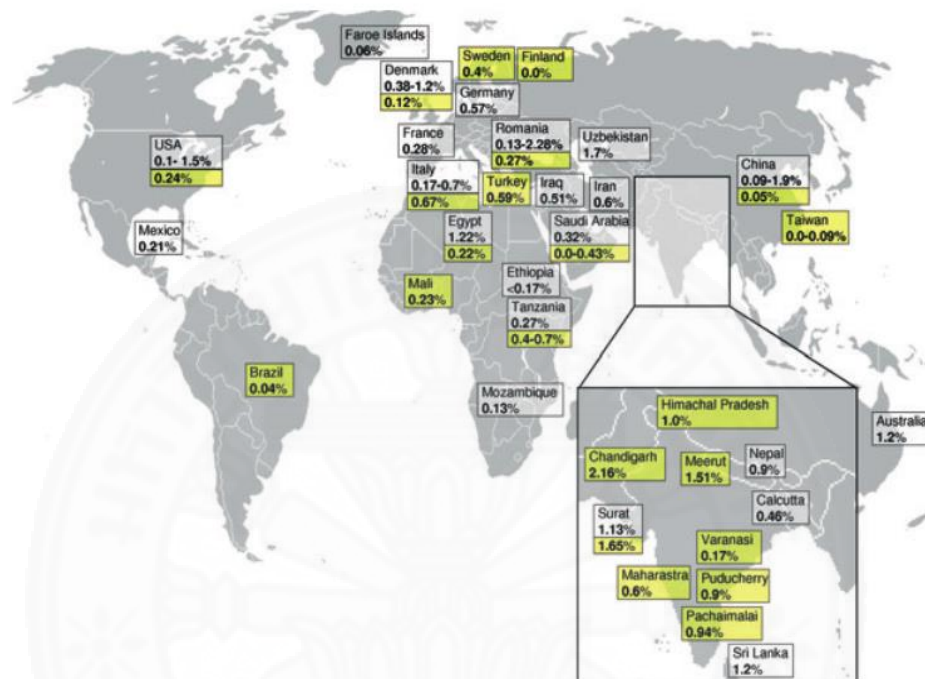 Faroe Islands
0.06%
Denmark
0.38-1.2%
0.12%
Sweden
0.4%
Finland
0.0%
Germany
0.57%
USA
0.1- 1.5%
0.24%
France
0.28%
Romania
0.13-2.28%
0.27%
Uzbekistan
1.7%
Italy
0.17-0.7%
0.67%
Turkey
0.59%
Iraq
0.51%
Iran
0.6%
China
0.09-1.9%
0.05%
Taiwan
0.0-0.09%
Mexico
0.21%
Egypt
1.22%
0.22%
Saudi Arabia
0.32%
0.0-0.43%
Mali
0.23%
Ethiopia
<0.17%
Tanzania
0.27%
0.4-0.7%
Brazil
0.04%
Mozambique
0.13%
Australia
1.2%
Himachal Pradesh
1.0%
Chandigarh
2.16%
Meerut
1.51%
Nepal
0.9%
Calcutta
0.46%
Surat
1.13%
1.65%
Varanasi
0.17%
Maharastra
0.6%
Puducherry
0.9%
Pachaimalai
0.94%
Sri Lanka
1.2%